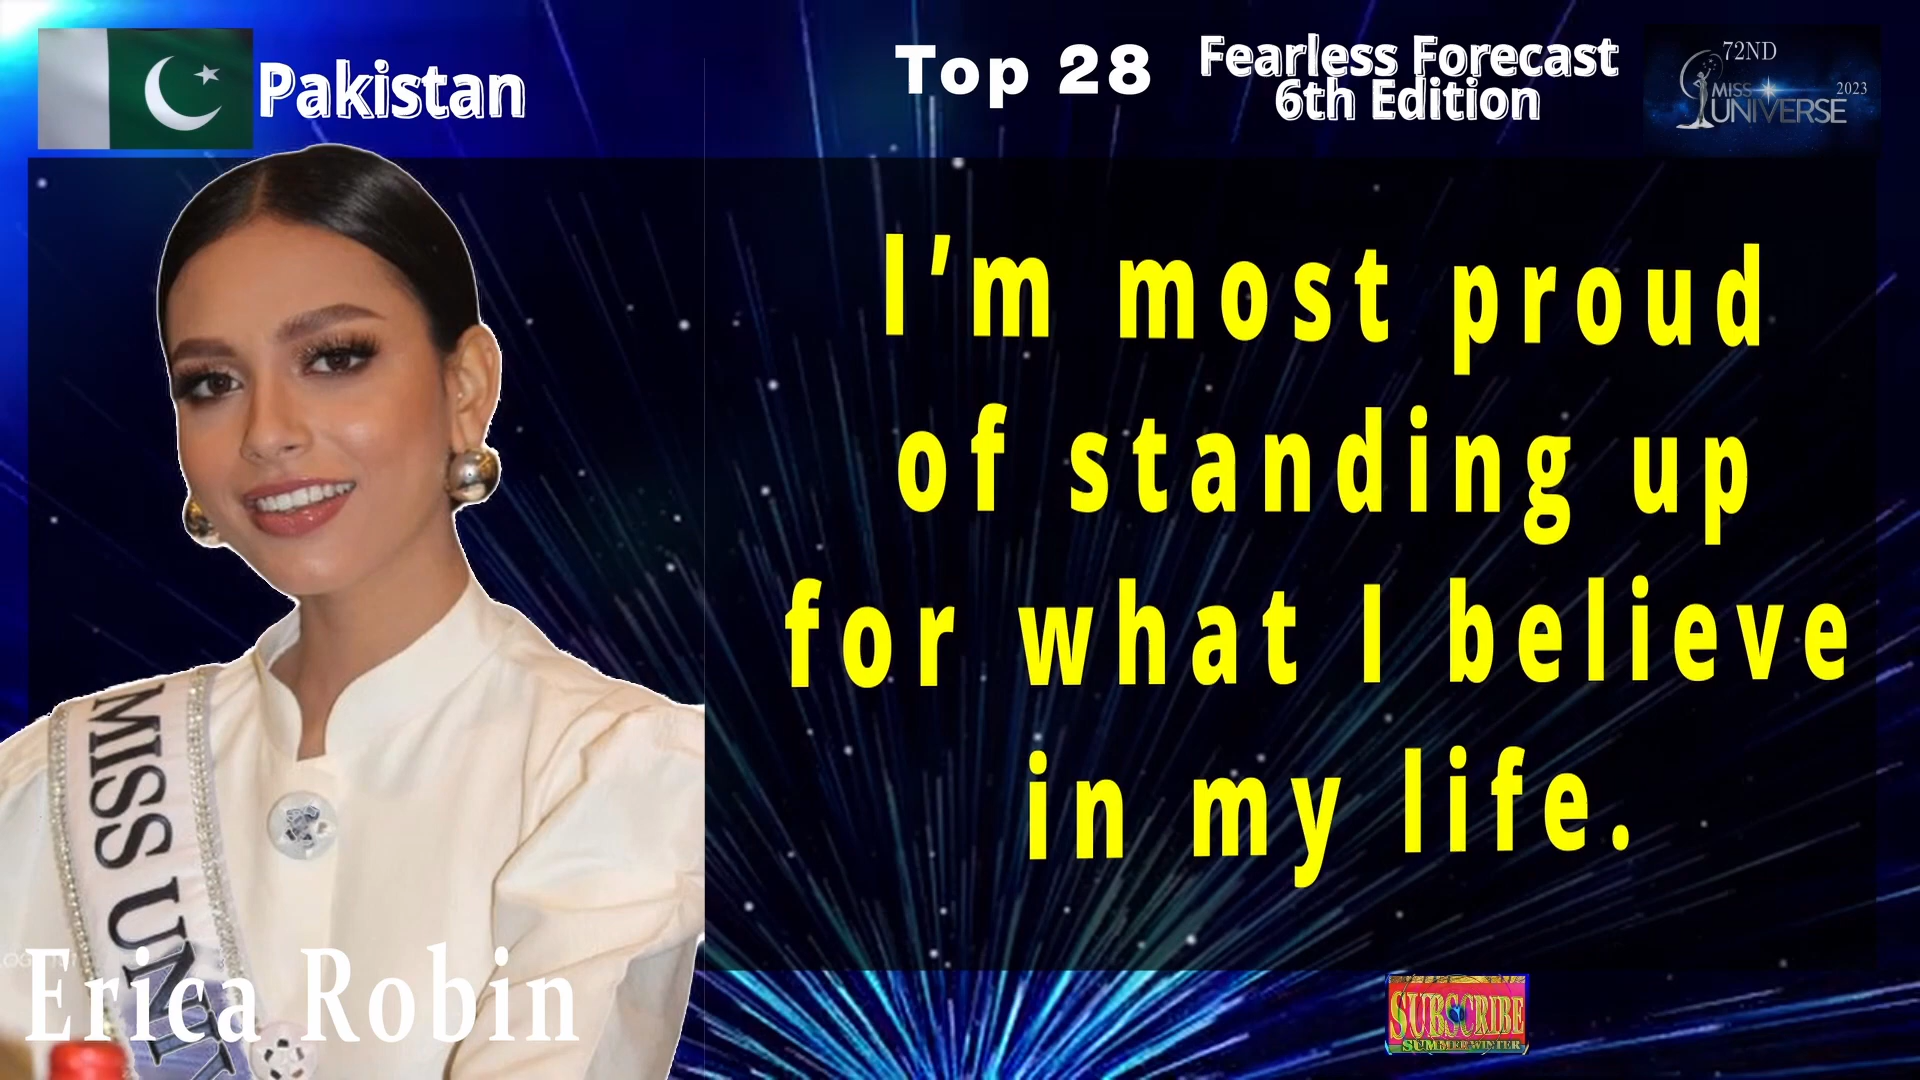 Pakistan
Top 28
Fearless Forecast
6th Edition
72ND
MISS
UNIVERSE
2023
I'm most proud
of standing up
for what I believe
in my life.
MISS UNIV
Erica Robin
SUBSCRIBE
SUMMERWINTER